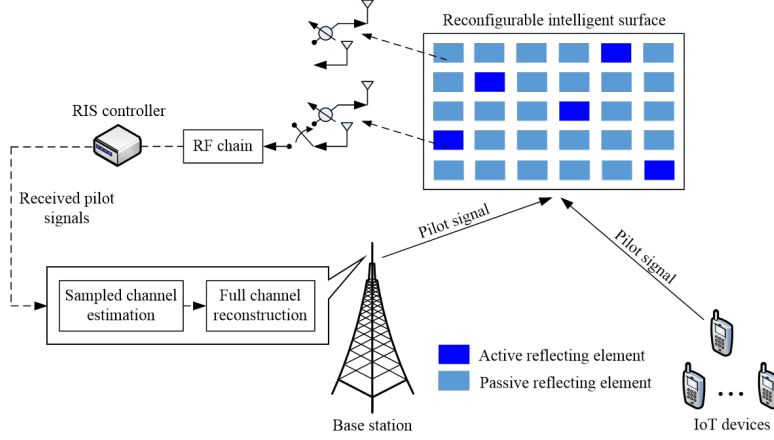 Reconfigurable intelligent surface
RIS controller
RF chain
Received pilot
signals
Pilot signal
Pilot signal
Sampled channel
estimation
Full channel
reconstruction
Active reflecting element
Passive reflecting element
Base station
IoT devices